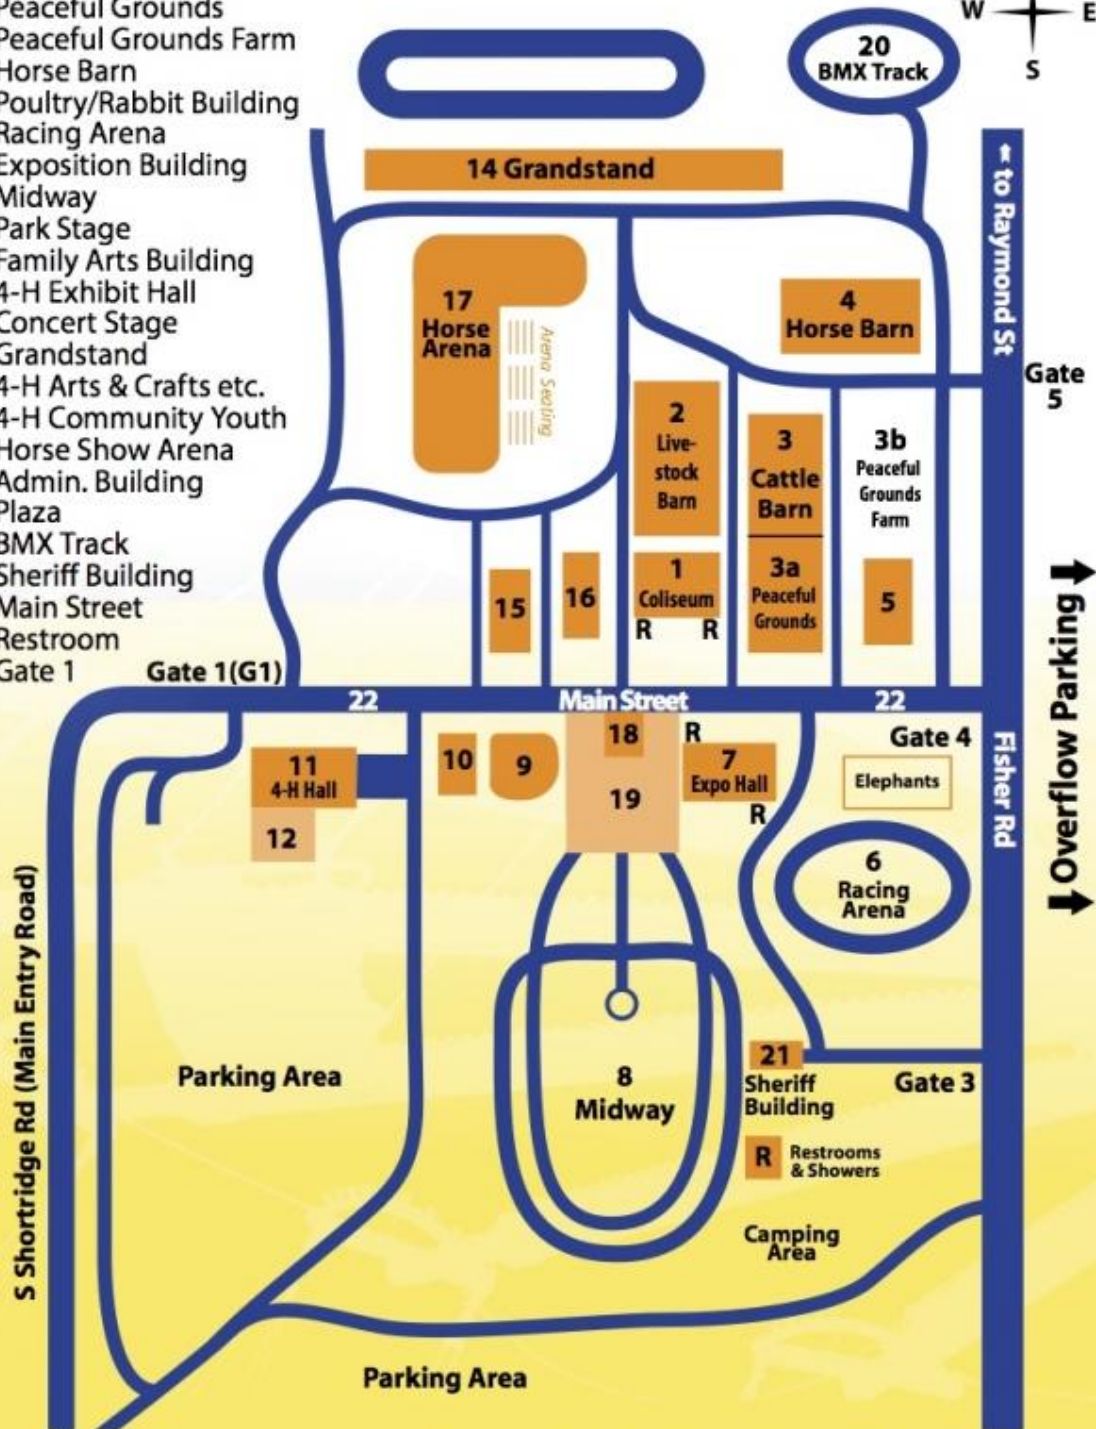 Peaceful Grounds
Peaceful Grounds Farm
Horse Barn
Poultry/Rabbit Building
Racing Arena
Exposition Building
Midway
Park Stage
Family Arts Building
4-H Exhibit Hall
Concert Stage
Grandstand
4-H Arts & Crafts etc.
4-H Community Youth
Horse Show Arena
Admin. Building
Plaza
BMX Track
Sheriff Building
Main Street
Restroom
Gate 1
W E
S
20
BMX Track
14 Grandstand
to Raymond St
17
Horse
Arena
Arena Seating
4
Horse Barn
Gate
5
2
Live-
stock
Barn
3
Cattle
Barn
3b
Peaceful
Grounds
Farm
1
Coliseum
R R
3a
Peaceful
Grounds
5
15
16
Overflow Parking
Gate 1(G1)
22
Main Street
22
18
R
19
7
Expo Hall
R
Gate 4
Elephants
Fisher Rd
11
4-H Hall
12
10
9
6
Racing
Arena
S Shortridge Rd (Main Entry Road)
Parking Area
8
Midway
21
Sheriff
Building
Gate 3
R
Restrooms
& Showers
Camping
Area
Parking Area